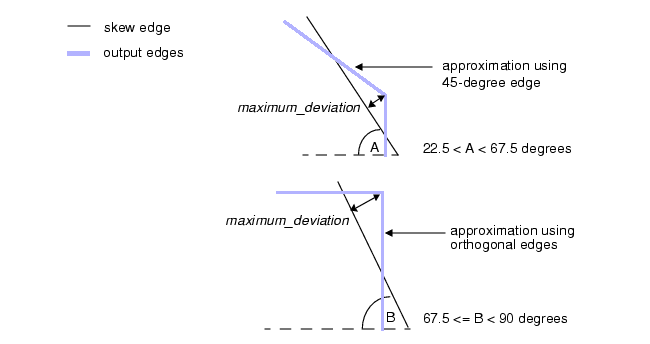 skew edge
output edges
approximation using
45-degree edge
maximum_deviation
A
22.5 < A < 67.5 degrees
maximum_deviation
approximation using
orthogonal edges
B
67.5 <= B < 90 degrees